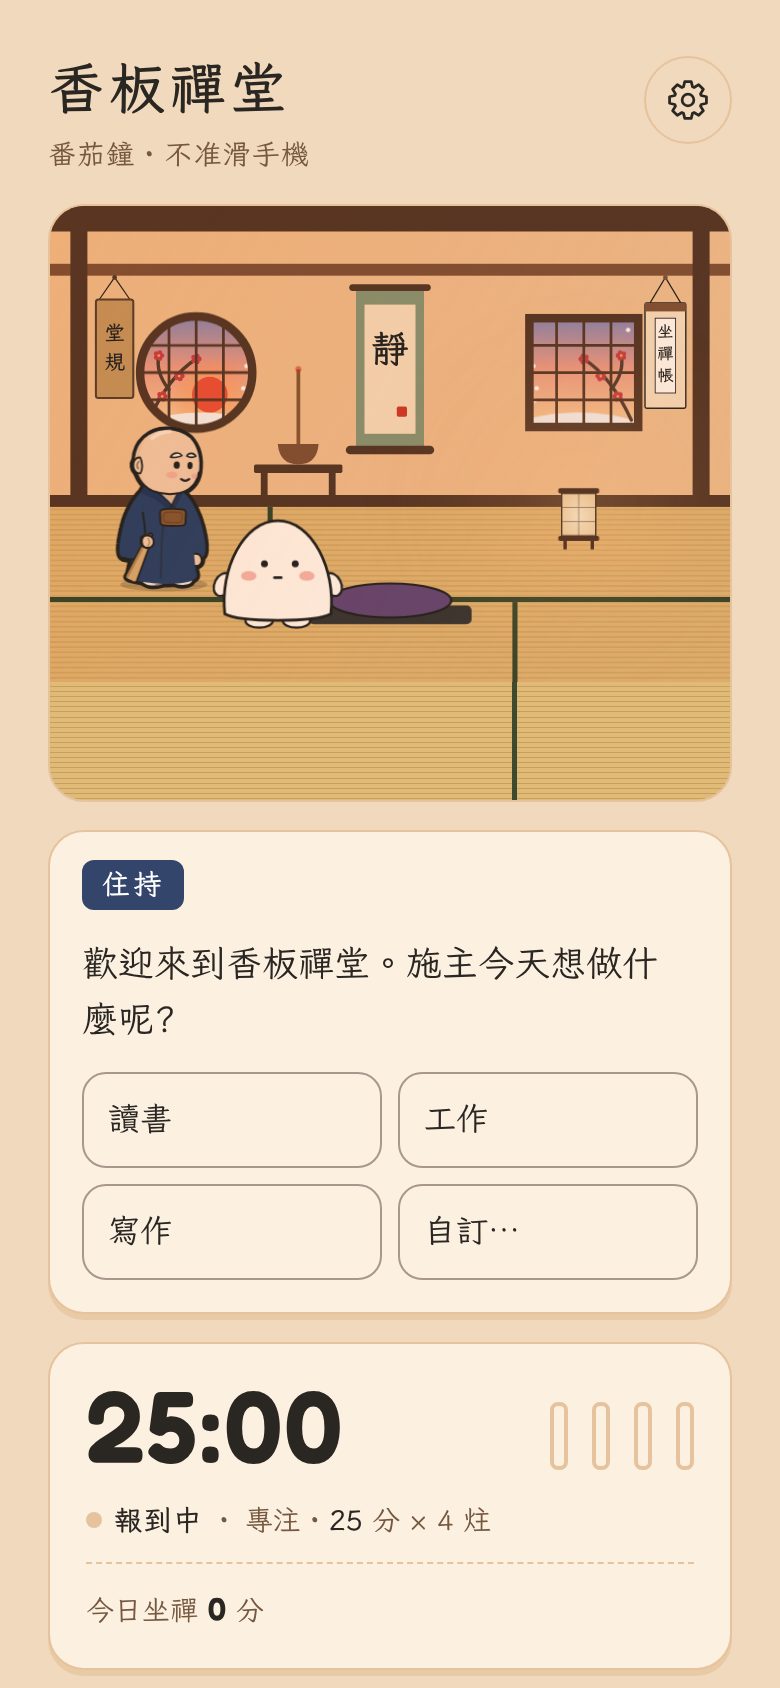 香板禪堂
番茄鐘·不准滑手機
堂規
靜
坐禪帳
住持
歡迎來到香板禪堂。施主今天想做什
麼呢?
讀書
工作
寫作
自訂⋯
25:00
報到中 · 專注·25 分 × 4 炷
今日坐禪 0 分